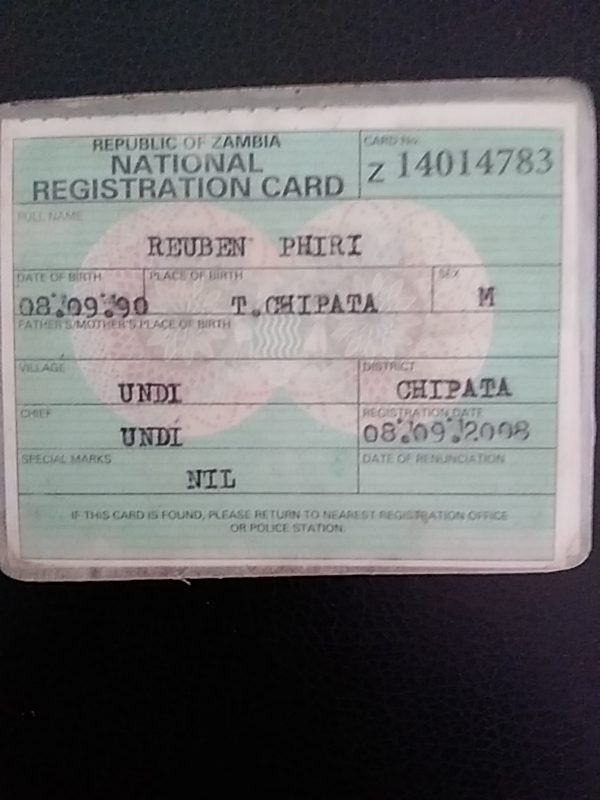 REPUBLIC OF ZAMBIA
NATIONAL
REGISTRATION CARD
CARD No.
Z 14014783
FULL NAME
REUBEN PHIRI
DATE OF BIRTH PLACE OF BIRTH SEX
08.09.90 T.CHIPATA M
FATHER'S/MOTHER'S PLACE OF BIRTH
VILLAGE DISTRICT
UNDI CHIPATA
CHIEF REGISTRATION DATE
UNDI 08.09.2008
SPECIAL MARKS DATE OF RENUNCIATION
NIL
IF THIS CARD IS FOUND, PLEASE RETURN TO NEAREST REGISTRATION OFFICE
OR POLICE STATION.